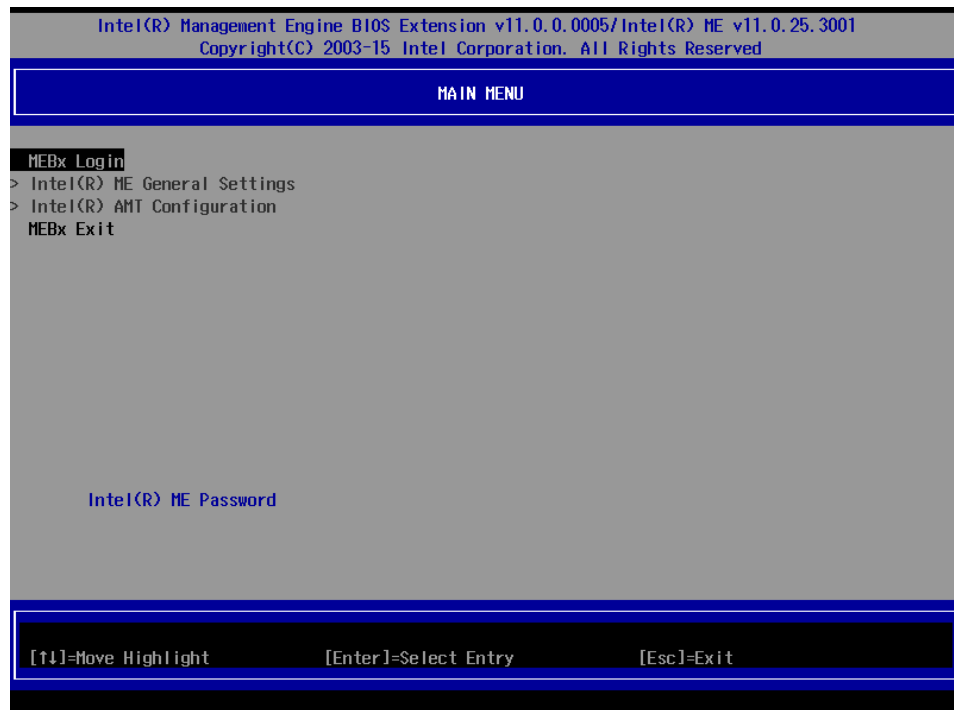 Intel(R) Management Engine BIOS Extension v11.0.0.0005/Intel(R) ME v11.0.25.3001
Copyright(C) 2003-15 Intel Corporation. All Rights Reserved
MAIN MENU
MEBx Login
> Intel(R) ME General Settings
> Intel(R) AMT Configuration
MEBx Exit
Intel(R) ME Password
[↑↓]=Move Highlight [Enter]=Select Entry [Esc]=Exit